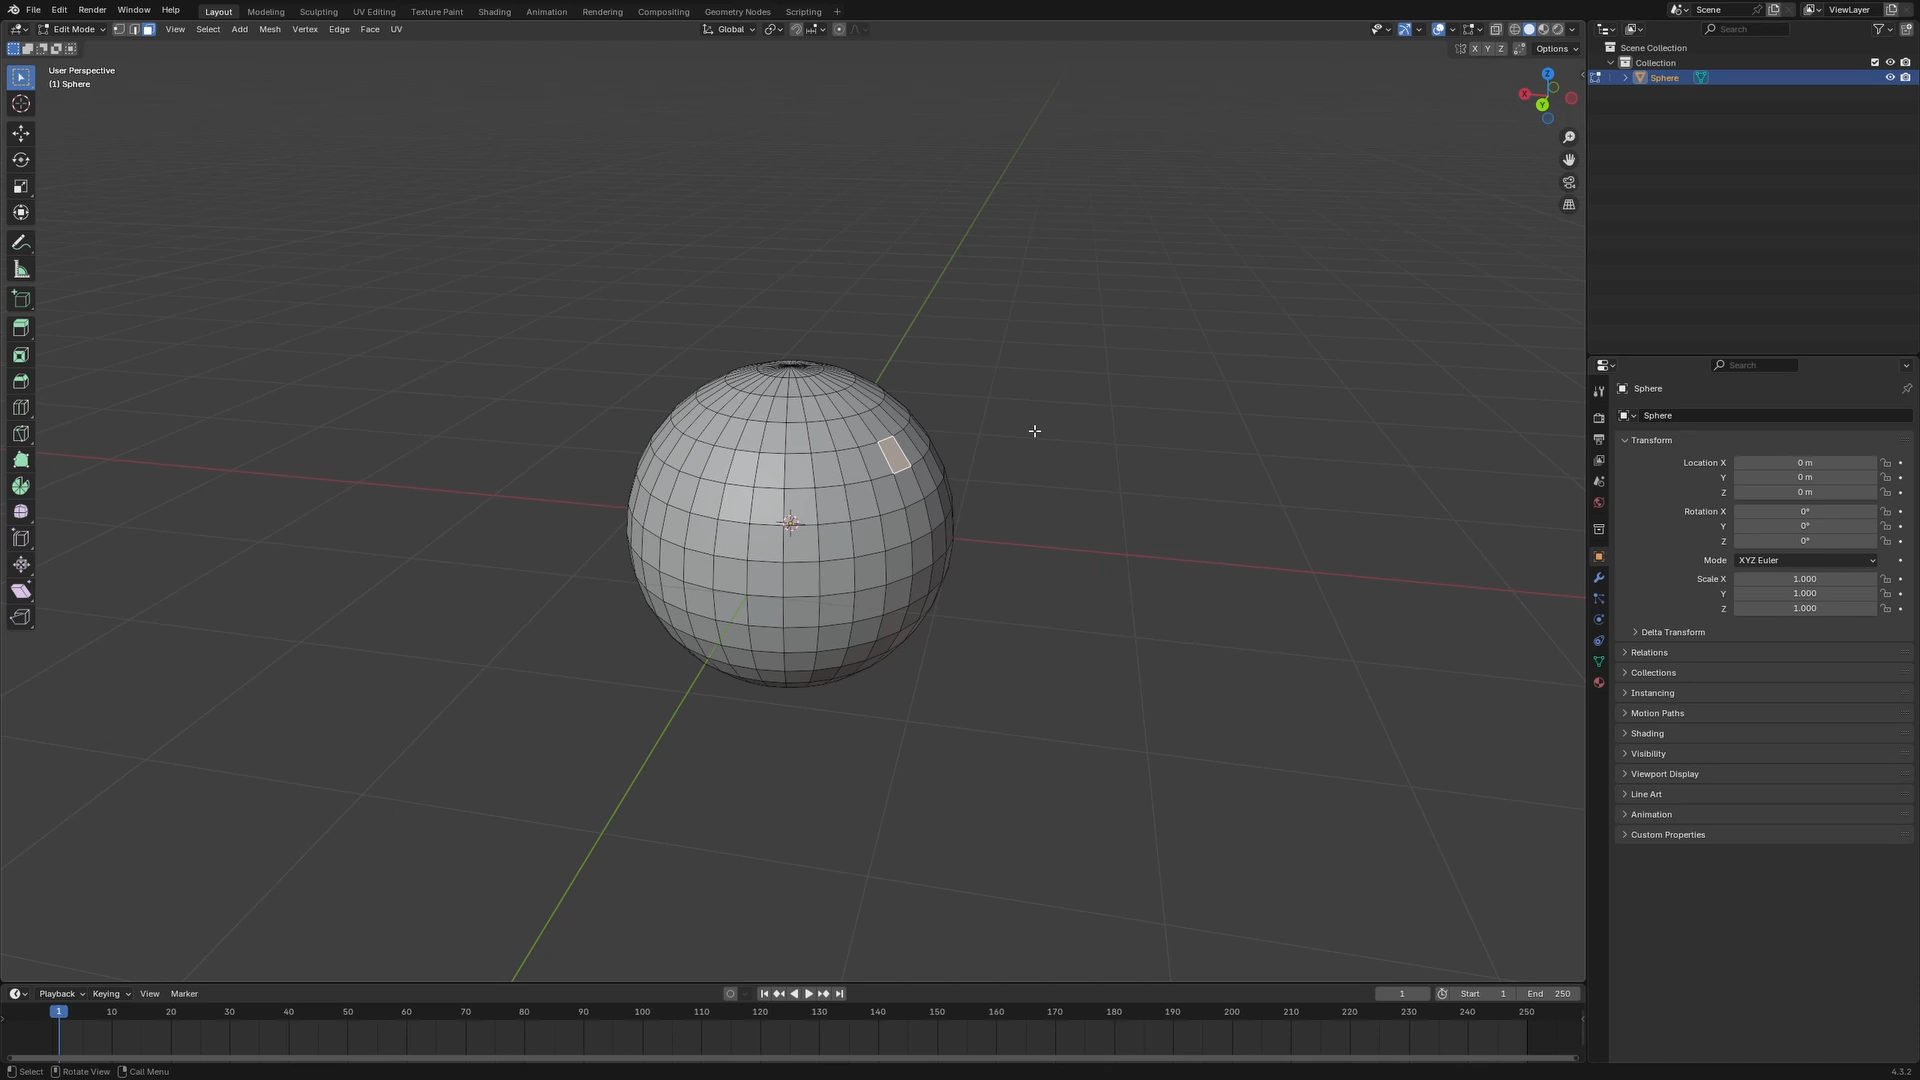 File Edit Render Window Help Layout Modeling Sculpting UV Editing Texture Paint Shading Animation Rendering Compositing Geometry Nodes Scripting + Scene ViewLayer
Edit Mode View Select Add Mesh Vertex Edge Face UV Global Search
X Y Z Options
User Perspective
(1) Sphere
Z
X
Y
Scene Collection
Collection
Sphere
Search
Sphere
Sphere
Transform
Location X 0 m
Y 0 m
Z 0 m
Rotation X 0°
Y 0°
Z 0°
Mode XYZ Euler
Scale X 1.000
Y 1.000
Z 1.000
Delta Transform
Relations
Collections
Instancing
Motion Paths
Shading
Visibility
Viewport Display
Line Art
Animation
Custom Properties
Playback Keying View Marker 1 Start 1 End 250
1 10 20 30 40 50 60 70 80 90 100 110 120 130 140 150 160 170 180 190 200 210 220 230 240 250
Select Rotate View Call Menu 4.3.2